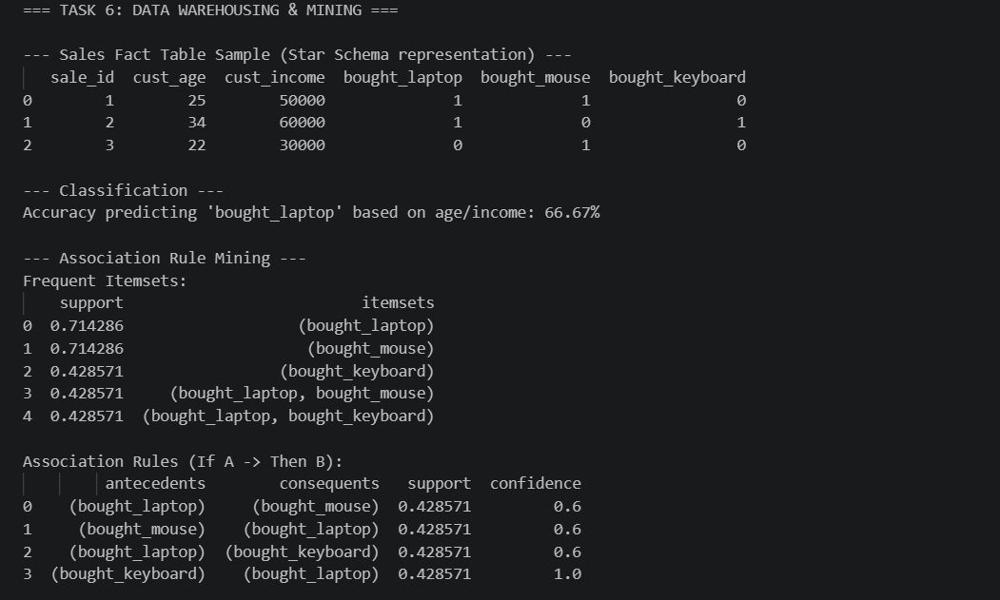 === TASK 6: DATA WAREHOUSING & MINING ===
--- Sales Fact Table Sample (Star Schema representation) ---
   sale_id  cust_age  cust_income  bought_laptop  bought_mouse  bought_keyboard
0        1        25        50000              1             1                0
1        2        34        60000              1             0                1
2        3        22        30000              0             1                0
--- Classification ---
Accuracy predicting 'bought_laptop' based on age/income: 66.67%
--- Association Rule Mining ---
Frequent Itemsets:
    support                          itemsets
0  0.714286                   (bought_laptop)
1  0.714286                    (bought_mouse)
2  0.428571                 (bought_keyboard)
3  0.428571     (bought_laptop, bought_mouse)
4  0.428571  (bought_laptop, bought_keyboard)
Association Rules (If A -> Then B):
         antecedents        consequents   support  confidence
0    (bought_laptop)     (bought_mouse)  0.428571         0.6
1     (bought_mouse)    (bought_laptop)  0.428571         0.6
2    (bought_laptop)  (bought_keyboard)  0.428571         0.6
3  (bought_keyboard)    (bought_laptop)  0.428571         1.0